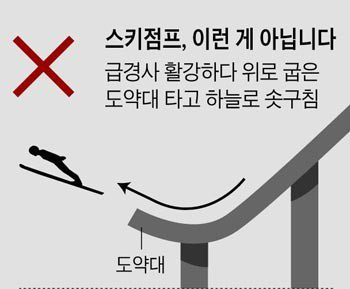 스키점프, 이런 게 아닙니다
급경사 활강하다 위로 굽은
도약대 타고 하늘로 솟구침
도약대